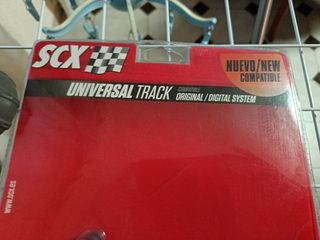 SCX
NUEVO/NEW
COMPATIBLE
UNIVERSAL TRACK COMPATIBLE ORIGINAL / DIGITAL SYSTEM
WWW.SCX.ES